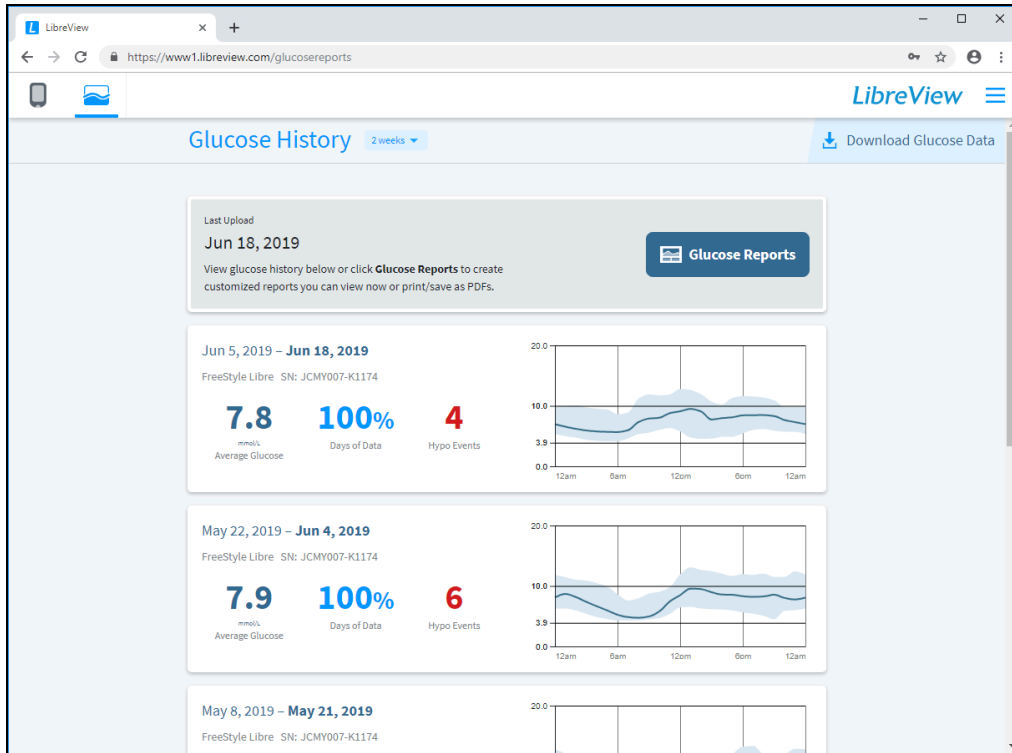 LibreView
https://www1.libreview.com/glucosereports
LibreView
Glucose History
2 weeks
Download Glucose Data
Last Upload
Jun 18, 2019
View glucose history below or click Glucose Reports to create
customized reports you can view now or print/save as PDFs.
Glucose Reports
Jun 5, 2019 – Jun 18, 2019
FreeStyle Libre SN: JCMY007-K1174
7.8 100% 4
mmol/L
Average Glucose Days of Data Hypo Events
20.0
10.0
3.9
0.0
12am 6am 12pm 6pm 12am
May 22, 2019 – Jun 4, 2019
FreeStyle Libre SN: JCMY007-K1174
7.9 100% 6
mmol/L
Average Glucose Days of Data Hypo Events
20.0
10.0
3.9
0.0
12am 6am 12pm 6pm 12am
May 8, 2019 – May 21, 2019
FreeStyle Libre SN: JCMY007-K1174
20.0